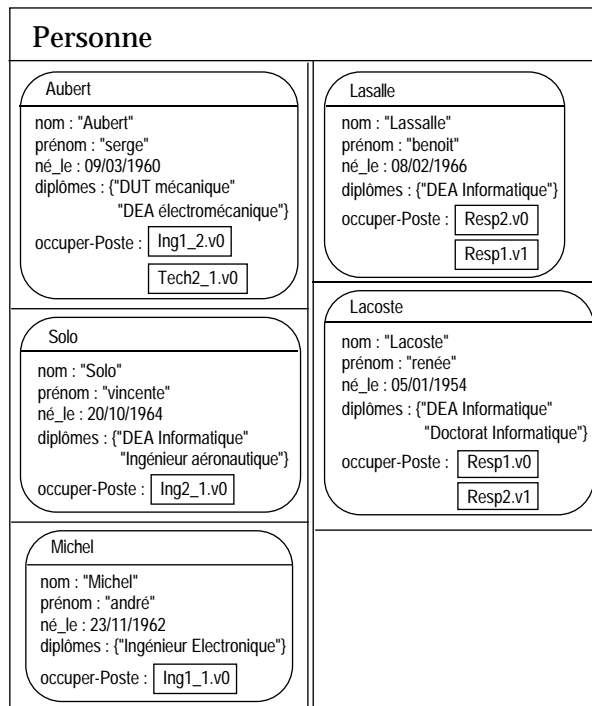 Personne
Aubert
nom : "Aubert"
prénom : "serge"
né_le : 09/03/1960
diplômes : {"DUT mécanique"
"DEA électromécanique"}
occuper-Poste : Ing1_2.v0
Tech2_1.v0
Solo
nom : "Solo"
prénom : "vincente"
né_le : 20/10/1964
diplômes : {"DEA Informatique"
"Ingénieur aéronautique"}
occuper-Poste : Ing2_1.v0
Michel
nom : "Michel"
prénom : "andré"
né_le : 23/11/1962
diplômes : {"Ingénieur Electronique"}
occuper-Poste : Ing1_1.v0
Lasalle
nom : "Lassalle"
prénom : "benoit"
né_le : 08/02/1966
diplômes : {"DEA Informatique"}
occuper-Poste : Resp2.v0
Resp1.v1
Lacoste
nom : "Lacoste"
prénom : "renée"
né_le : 05/01/1954
diplômes : {"DEA Informatique"
"Doctorat Informatique"}
occuper-Poste : Resp1.v0
Resp2.v1